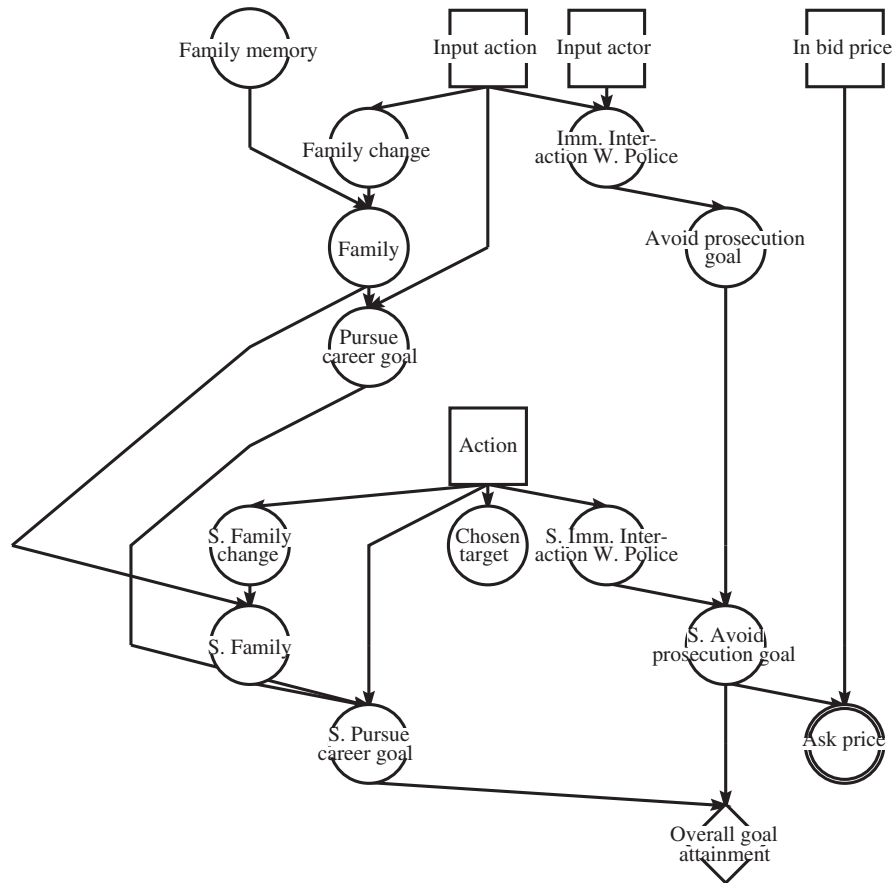 Family memory
Input action
Input actor
In bid price
Family change
Imm. Inter-
action W. Police
Family
Avoid prosecution
goal
Pursue
career goal
Action
S. Family
change
Chosen
target
S. Imm. Inter-
action W. Police
S. Family
S. Avoid
prosecution goal
S. Pursue
career goal
Ask price
Overall goal
attainment